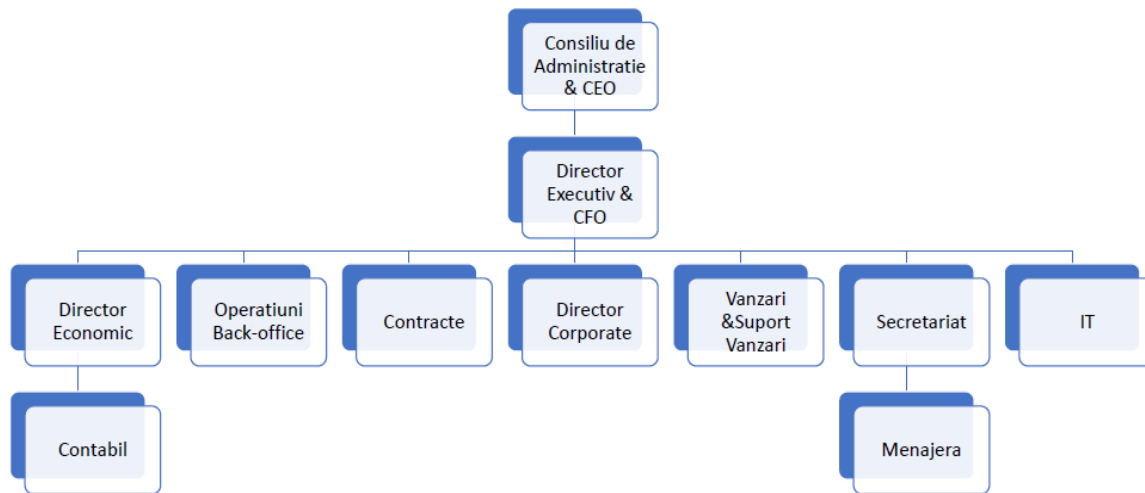 Consiliu de
Administratie
& CEO
Director
Executiv &
CFO
Director
Economic
Operatiuni
Back-office
Contracte
Director
Corporate
Vanzari
&Suport
Vanzari
Secretariat
IT
Contabil
Menajera